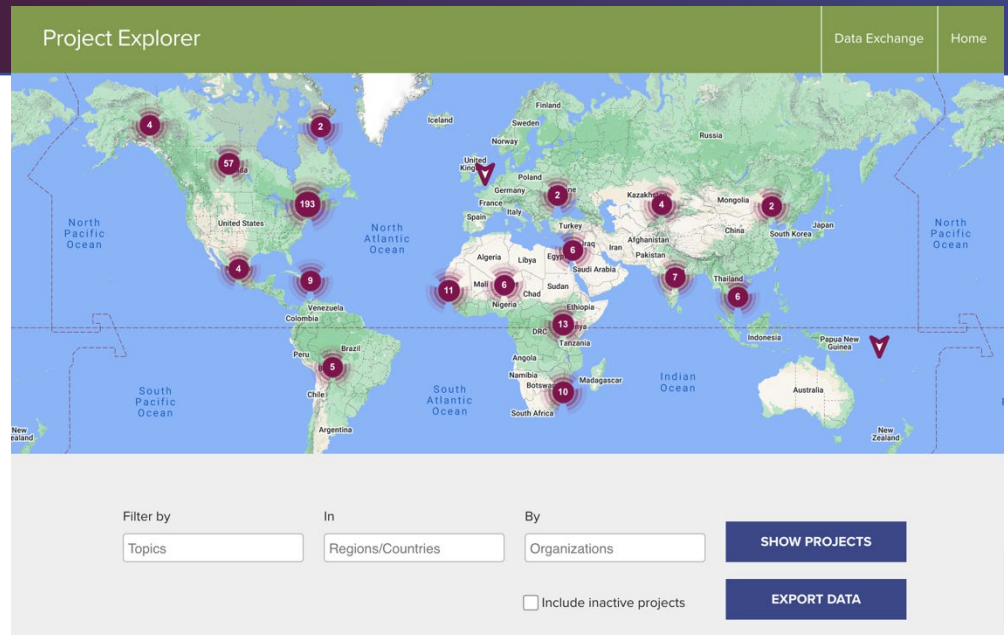 Project Explorer
Data Exchange
Home
4
2
Iceland
Finland
Sweden
Norway
Russia
57
United
Poland
Germany
193
France
Italy
Spain
2
Kazakh
4
Mongolia
2
United States
North
Pacific
Ocean
North
Atlantic
Ocean
Turkey
China
South Korea
Japan
North
Pacific
Ocean
Algeria
Libya
6
Iran
Afghanistan
Pakistan
Saudi Arabia
4
9
11
Mali
6
Chad
Sudan
7
Thailand
6
Nigeria
Ethiopia
Venezuela
Colombia
DRC
13
Tanzania
Indonesia
Papua New
Guinea
Peru
Brazil
5
Angola
Namibia
Botswa
10
Madagascar
Indian
Ocean
Australia
South
Pacific
Ocean
Chile
South
Atlantic
Ocean
South Africa
Argentina
New
Zealand
Filter by
In
By
Topics
Regions/Countries
Organizations
SHOW PROJECTS
Include inactive projects
EXPORT DATA